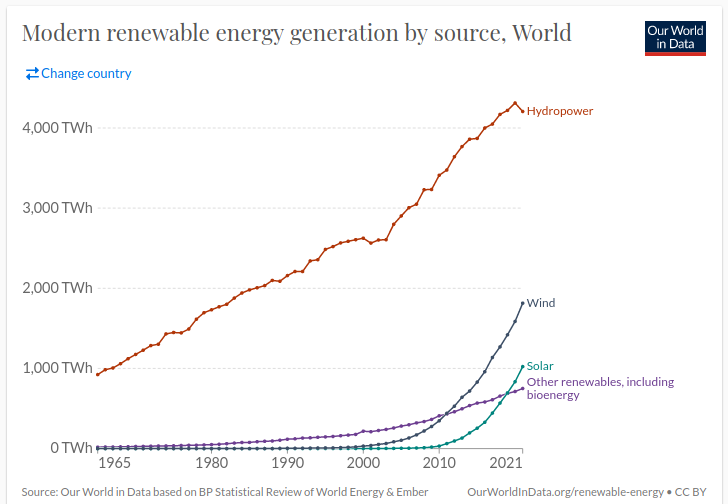 Modern renewable energy generation by source, World
Our World
in Data
Change country
4,000 TWh
3,000 TWh
2,000 TWh
1,000 TWh
0 TWh
Hydropower
Wind
Solar
Other renewables, including
bioenergy
1965 1980 1990 2000 2010 2021
Source: Our World in Data based on BP Statistical Review of World Energy & Ember
OurWorldInData.org/renewable-energy • CC BY